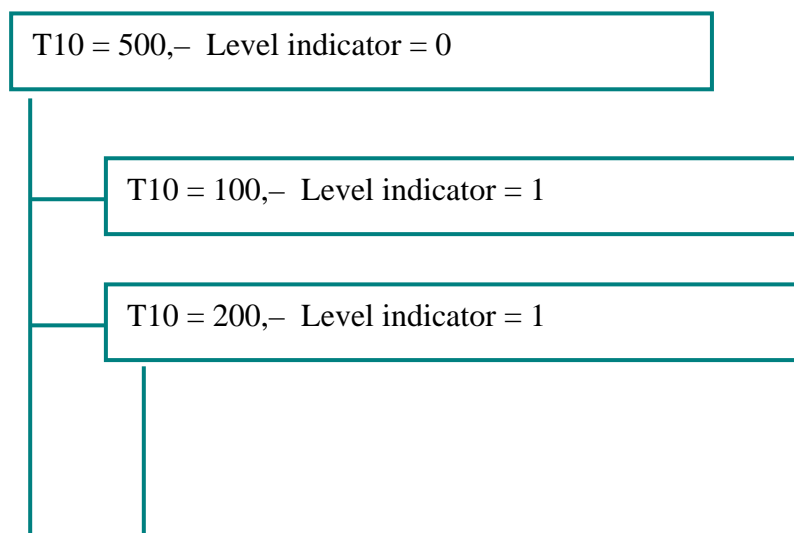 T10 = 500,– Level indicator = 0
T10 = 100,– Level indicator = 1
T10 = 200,– Level indicator = 1